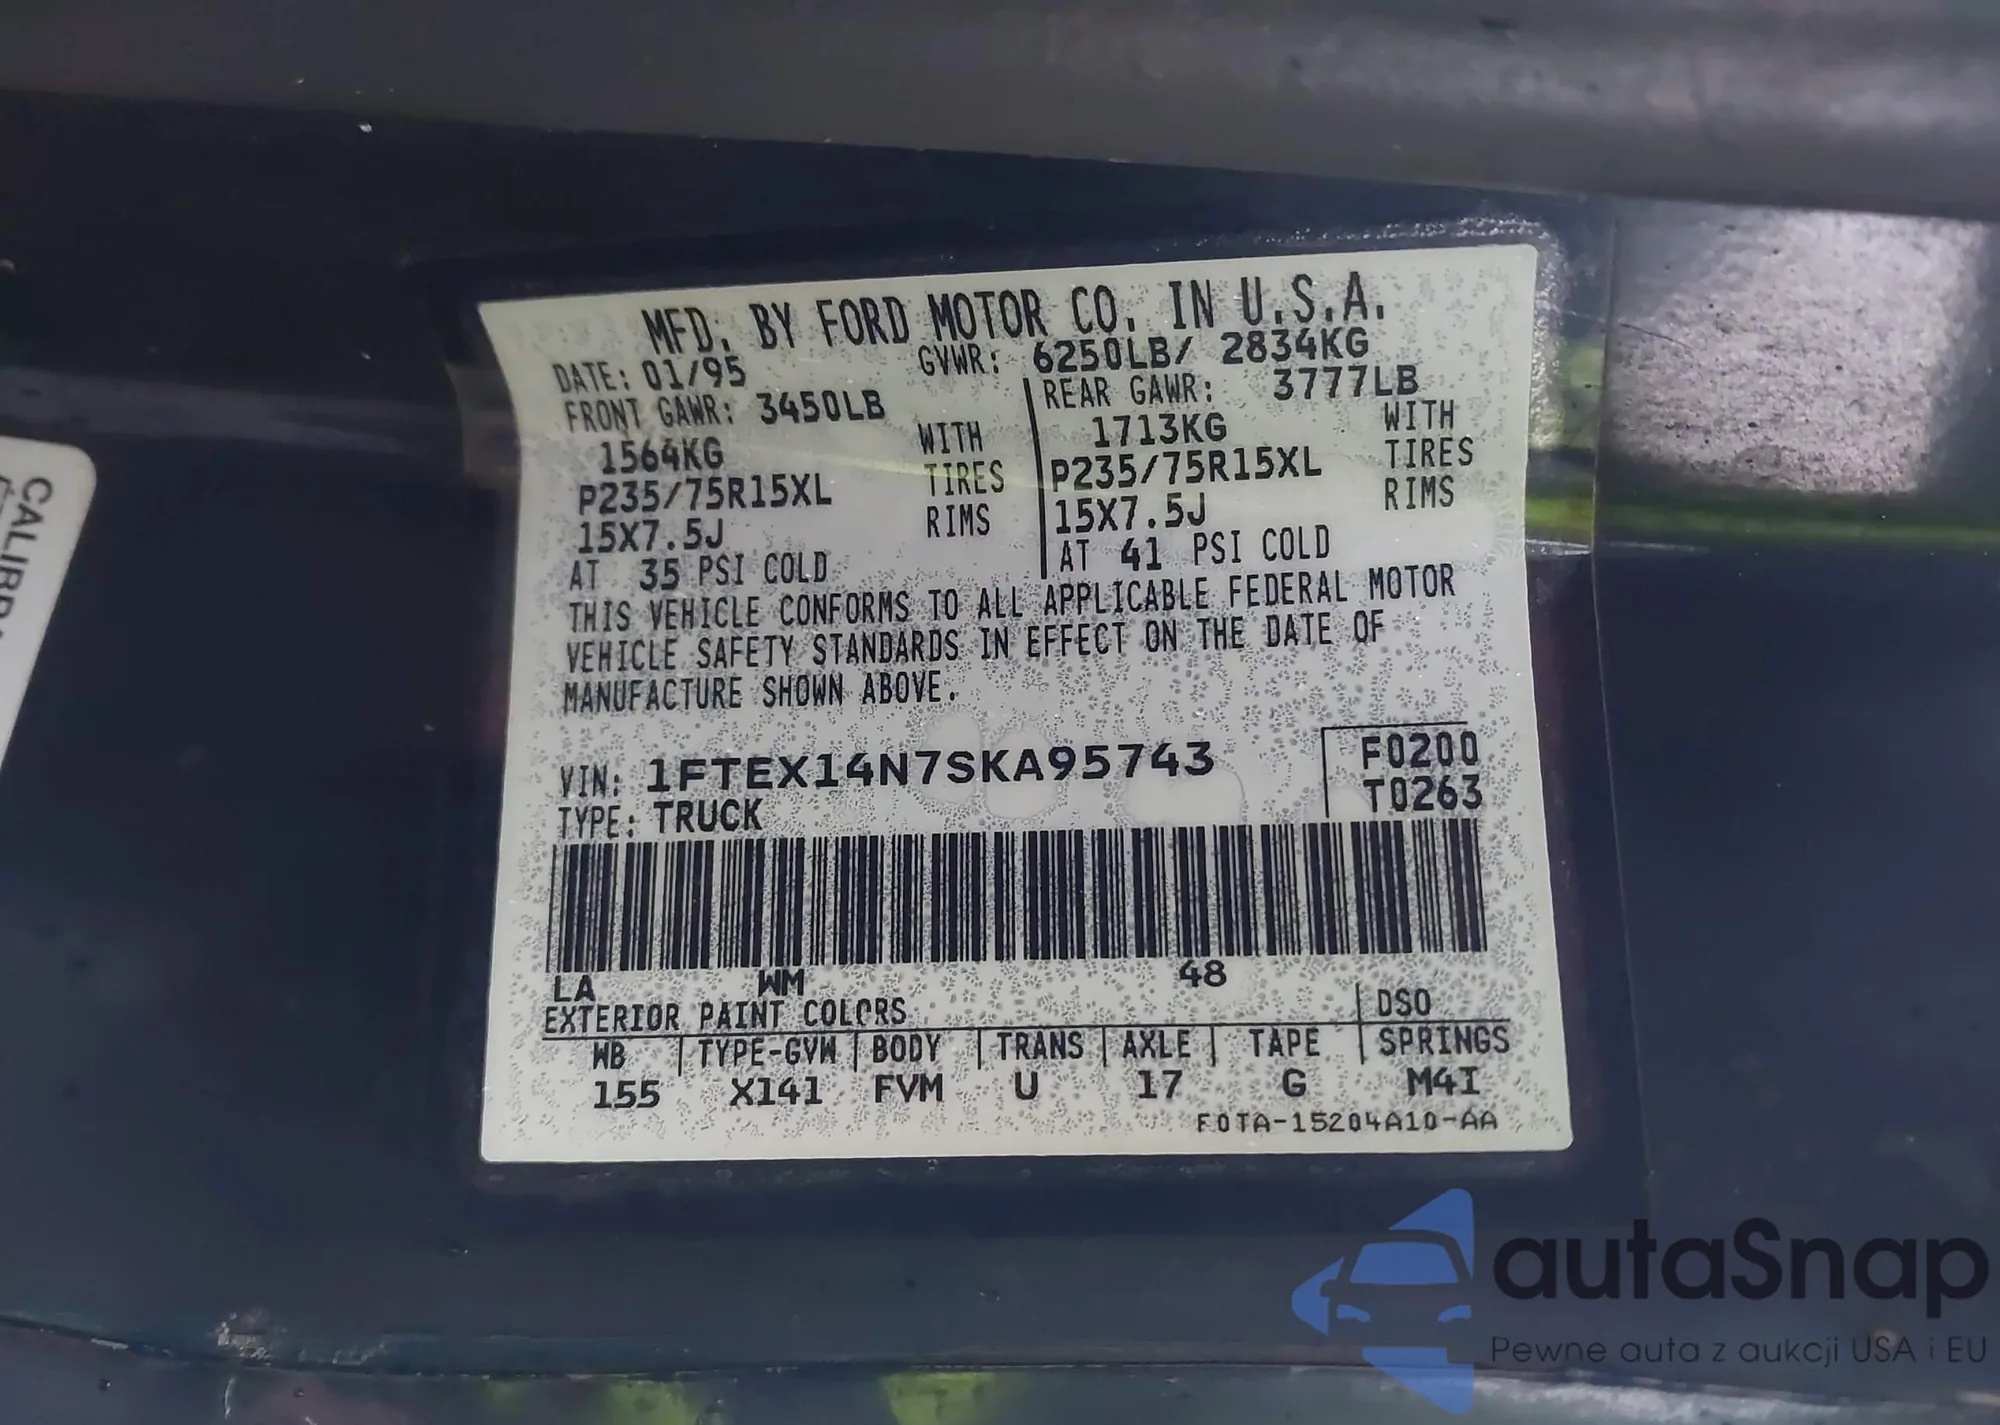 MFD. BY FORD MOTOR CO. IN U.S.A.
DATE: 01/95 GVWR: 6250LB/ 2834KG
FRONT GAWR: 3450LB REAR GAWR: 3777LB
1564KG WITH 1713KG WITH
P235/75R15XL TIRES P235/75R15XL TIRES
15X7.5J RIMS 15X7.5J RIMS
AT 35 PSI COLD AT 41 PSI COLD
THIS VEHICLE CONFORMS TO ALL APPLICABLE FEDERAL MOTOR
VEHICLE SAFETY STANDARDS IN EFFECT ON THE DATE OF
MANUFACTURE SHOWN ABOVE.
VIN: 1FTEX14N7SKA95743 F0200
TYPE: TRUCK T0263
LA WM 48
EXTERIOR PAINT COLORS DSO
WB TYPE-GVW BODY TRANS AXLE TAPE SPRINGS
155 X141 FVM U 17 G M4I
F0TA-15204A10-AA
autaSnap
Pewne auta z aukcji USA i EU